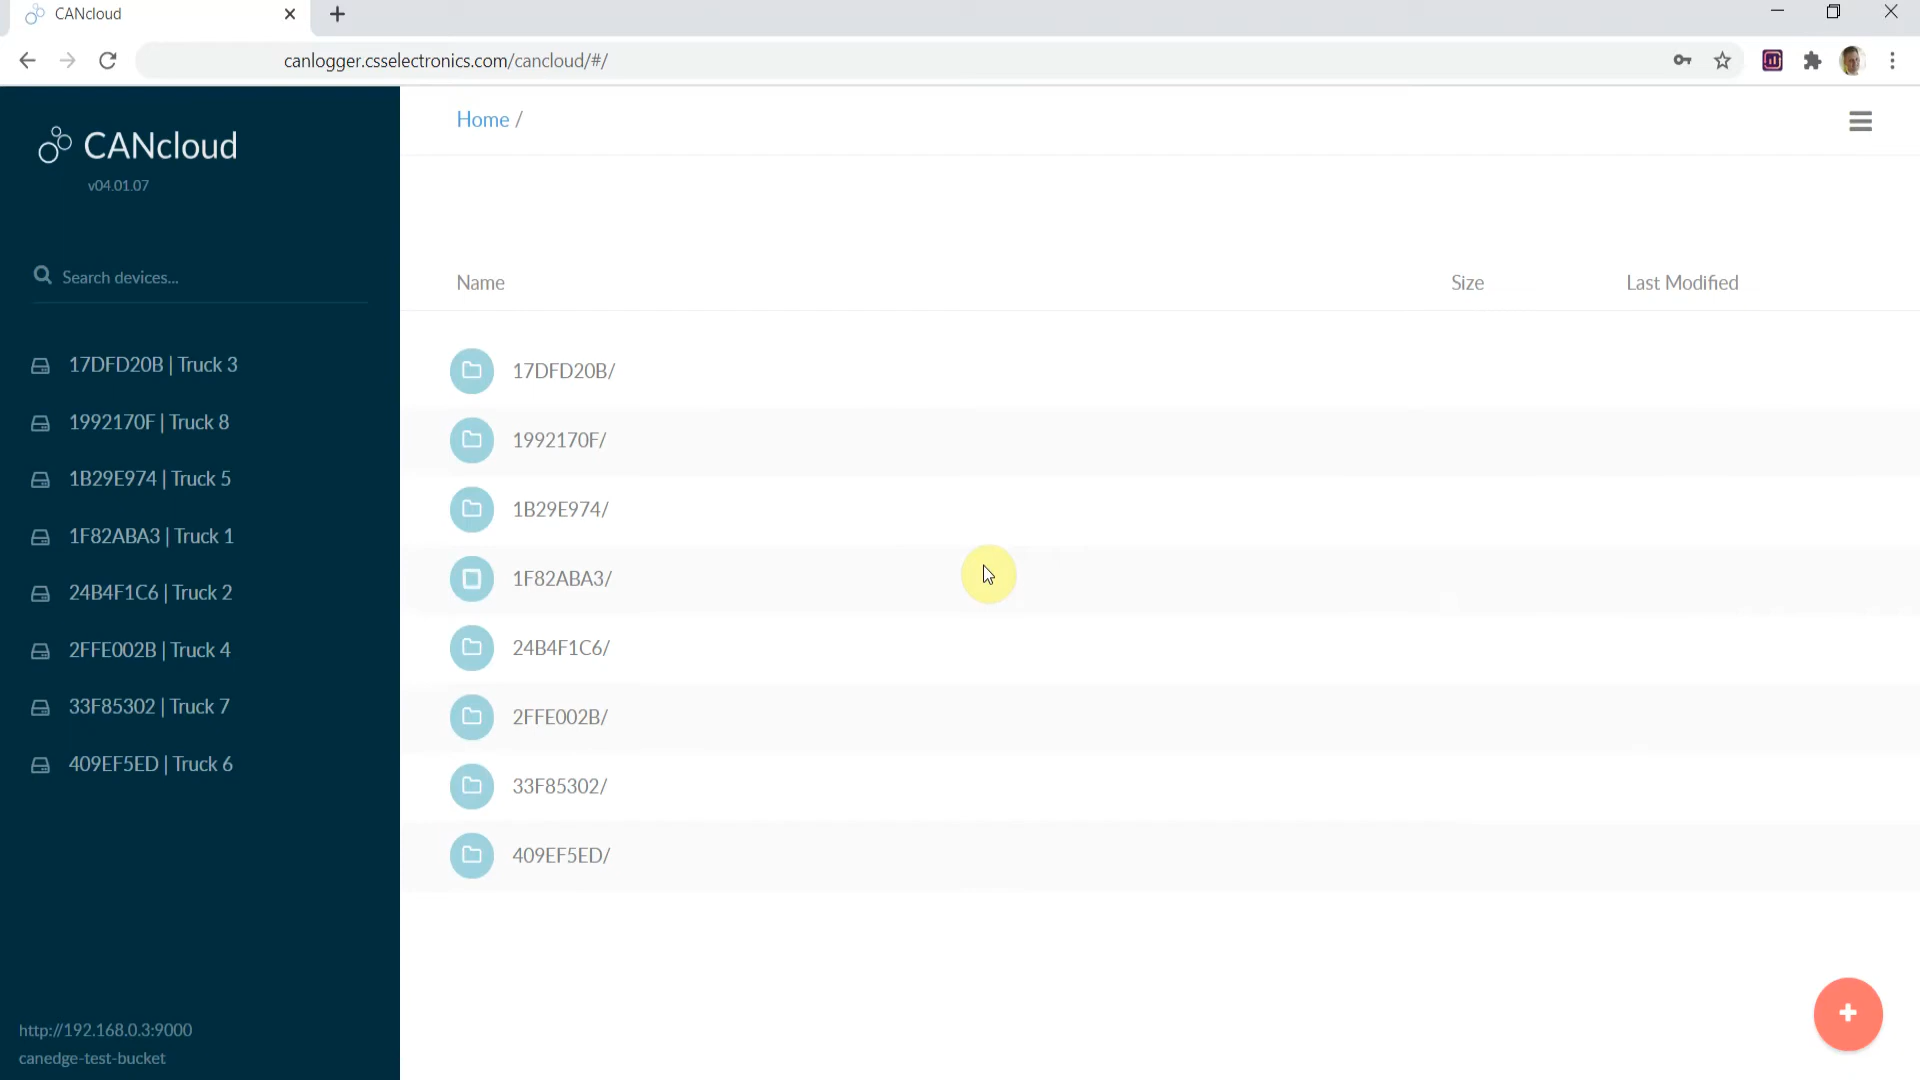 CANcloud
canlogger.csselectronics.com/cancloud/#/
CANcloud
v04.01.07
Search devices...
17DFD20B | Truck 3
1992170F | Truck 8
1B29E974 | Truck 5
1F82ABA3 | Truck 1
24B4F1C6 | Truck 2
2FFE002B | Truck 4
33F85302 | Truck 7
409EF5ED | Truck 6
http://192.168.0.3:9000
canedge-test-bucket
Home /
Name Size Last Modified
17DFD20B/
1992170F/
1B29E974/
1F82ABA3/
24B4F1C6/
2FFE002B/
33F85302/
409EF5ED/